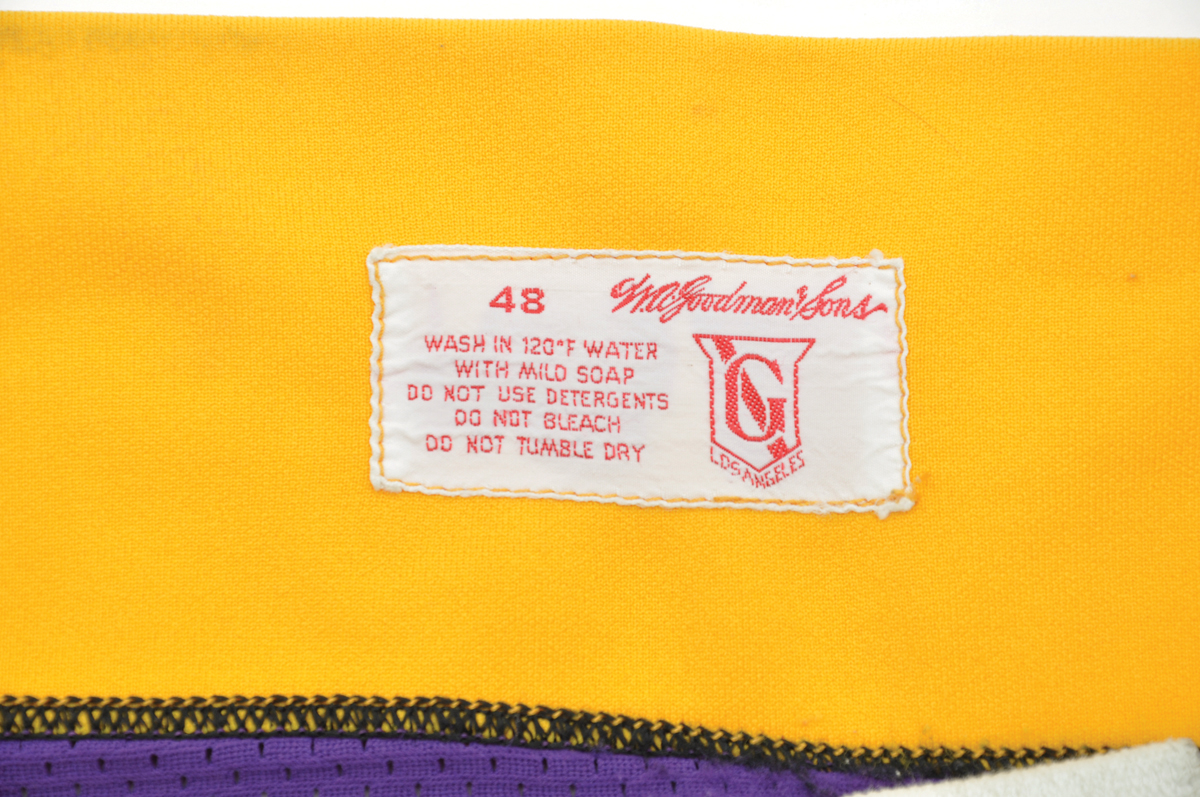 48
W.A. Goodman & Sons
WASH IN 120°F WATER
WITH MILD SOAP
DO NOT USE DETERGENTS
DO NOT BLEACH
DO NOT TUMBLE DRY
G
LOS ANGELES